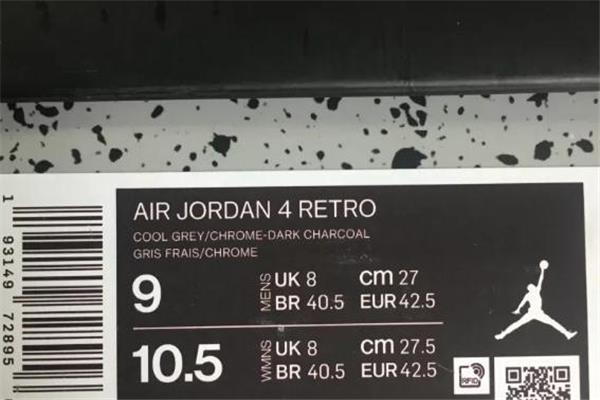 AIR JORDAN 4 RETRO
COOL GREY/CHROME-DARK CHARCOAL
GRIS FRAIS/CHROME
9 MENS UK 8 cm 27
BR 40.5 EUR 42.5
10.5 WMNS UK 8 cm 27.5
BR 40.5 EUR 42.5
RFID
1 93149 72895